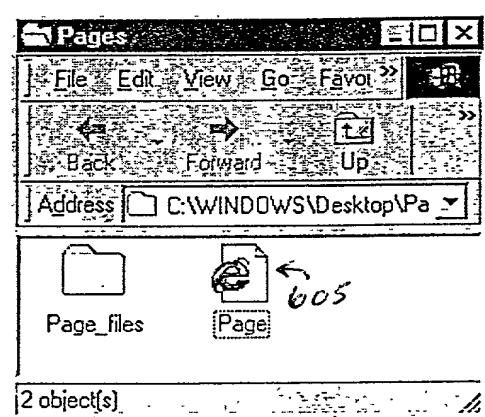 Pages
File Edit View Go Favor »
Back Forward Up »
Address C:\WINDOWS\Desktop\Pa
605
Page_files Page
2 object(s)